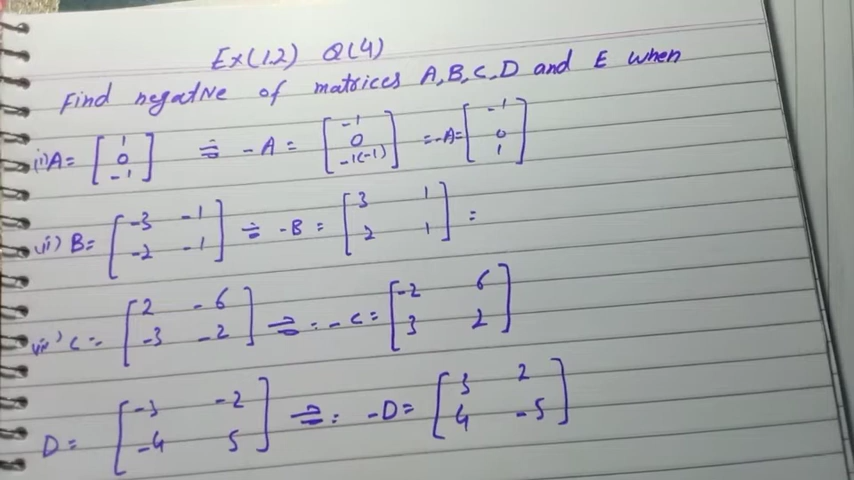 Ex(1.2) Q(4)
Find negative of matrices A,B,C,D and E when
(i) A= [1 0 -1] ÷ -A = [-1 0 -1(-1)] =-A= [-1 0 1]
(ii) B= [-3 -1 -2 -1] ÷ -B = [3 1 2 1] =
(iii) C= [2 -6 -3 -2] ⇒ -C= [-2 6 3 2]
D= [-3 -2 -4 5] ⇒ -D= [3 2 4 -5]